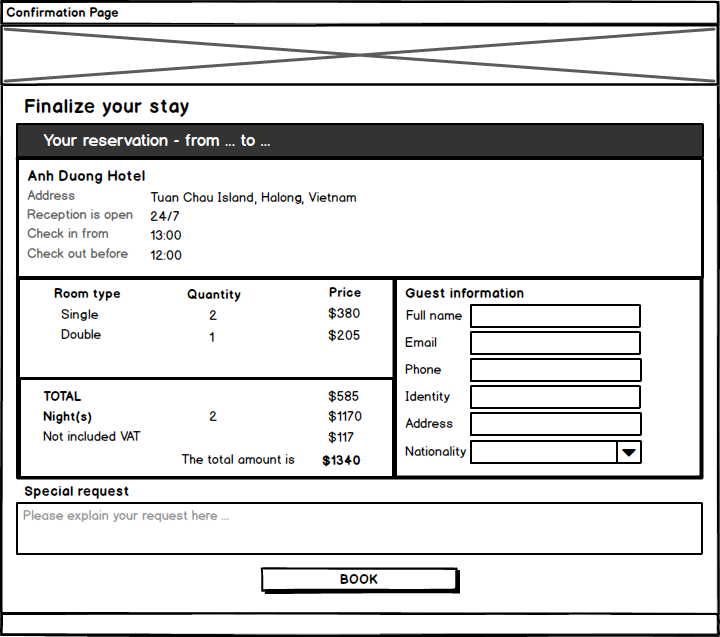 Confirmation Page
Finalize your stay
Your reservation - from ... to ...
Anh Duong Hotel
Address Tuan Chau Island, Halong, Vietnam
Reception is open 24/7
Check in from 13:00
Check out before 12:00
Room type Quantity Price
Single 2 $380
Double 1 $205
TOTAL $585
Night(s) 2 $1170
Not included VAT $117
The total amount is $1340
Guest information
Full name
Email
Phone
Identity
Address
Nationality
Special request
Please explain your request here ...
BOOK